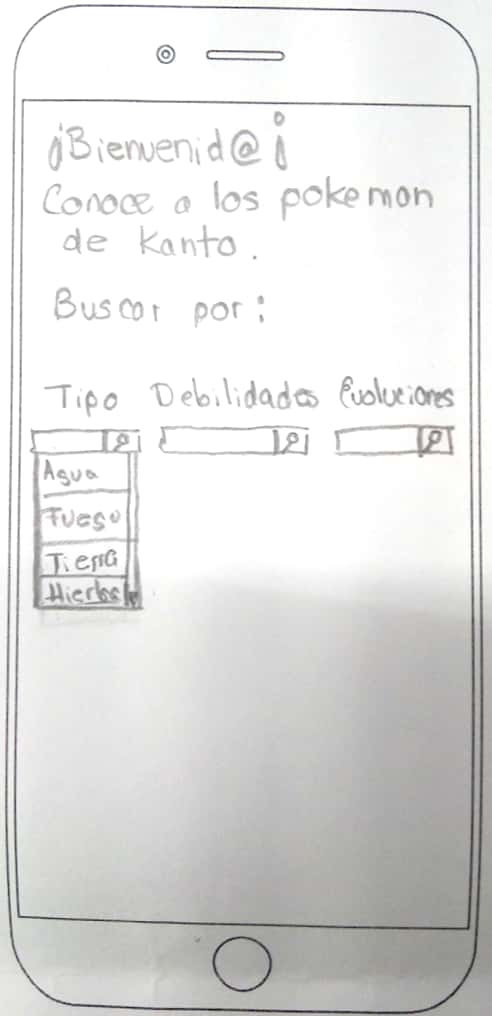 ¡Bienvenid@¡
Conoce a los pokemon
de Kanto.
Buscar por:
Tipo Debilidades Evoluciones
Agua
Fuego
Tierra
Hierba